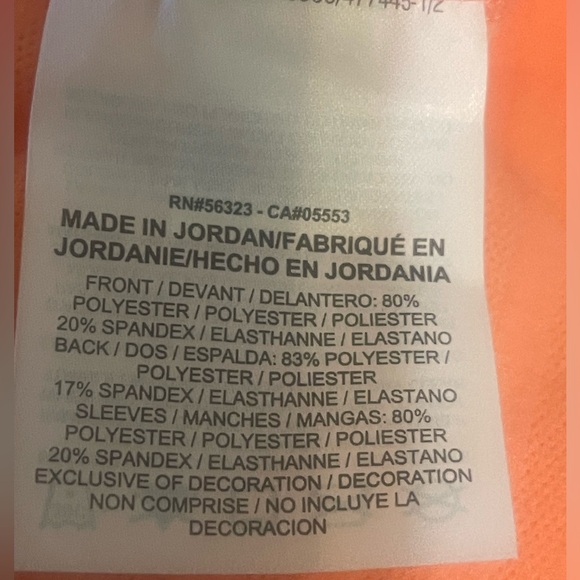 RN#56323 - CA#05553
MADE IN JORDAN/FABRIQUÉ EN
JORDANIE/HECHO EN JORDANIA
FRONT / DEVANT / DELANTERO: 80%
POLYESTER / POLYESTER / POLIESTER
20% SPANDEX / ELASTHANNE / ELASTANO
BACK / DOS / ESPALDA: 83% POLYESTER /
POLYESTER / POLIESTER
17% SPANDEX / ELASTHANNE / ELASTANO
SLEEVES / MANCHES / MANGAS: 80%
POLYESTER / POLYESTER / POLIESTER
20% SPANDEX / ELASTHANNE / ELASTANO
EXCLUSIVE OF DECORATION / DECORATION
NON COMPRISE / NO INCLUYE LA
DECORACION